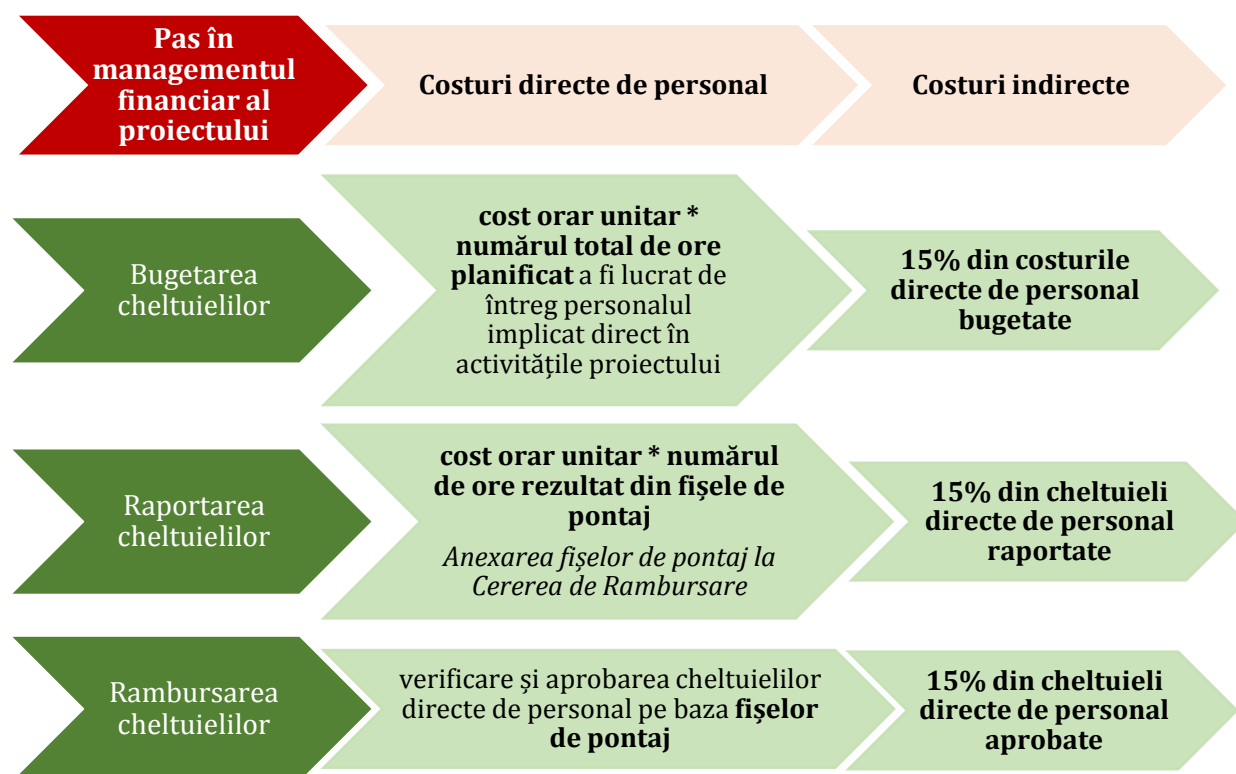 Pas în
managementul
financiar al
proiectului
Costuri directe de personal
Costuri indirecte
Bugetarea
cheltuielilor
cost orar unitar *
numărul total de ore
planificat a fi lucrat de
întreg personalul
implicat direct în
activitățile proiectului
15% din costurile
directe de personal
bugetate
Raportarea
cheltuielilor
cost orar unitar * numărul
de ore rezultat din fișele de
pontaj
Anexarea fișelor de pontaj la
Cererea de Rambursare
15% din cheltuieli
directe de personal
raportate
Rambursarea
cheltuielilor
verificare și aprobarea cheltuielilor
directe de personal pe baza fișelor
de pontaj
15% din cheltuieli
directe de personal
aprobate